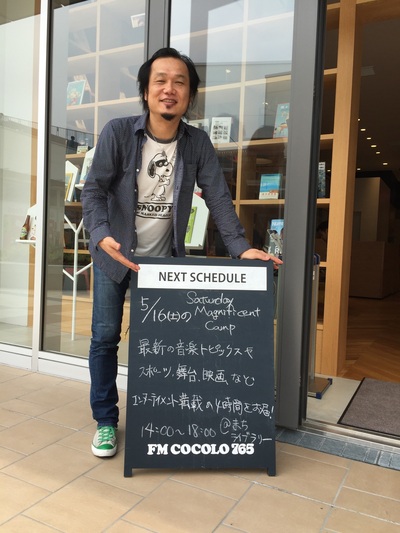 SNOOPY
NEXT SCHEDULE
5/16(土)の Saturday Magnificent Camp
最新の音楽トピックスや
スポーツ、舞台、映画、など
エンターテイメント満載の4時間をお届け!
14:00〜18:00 @まちライブラリー
FM COCOLO 765